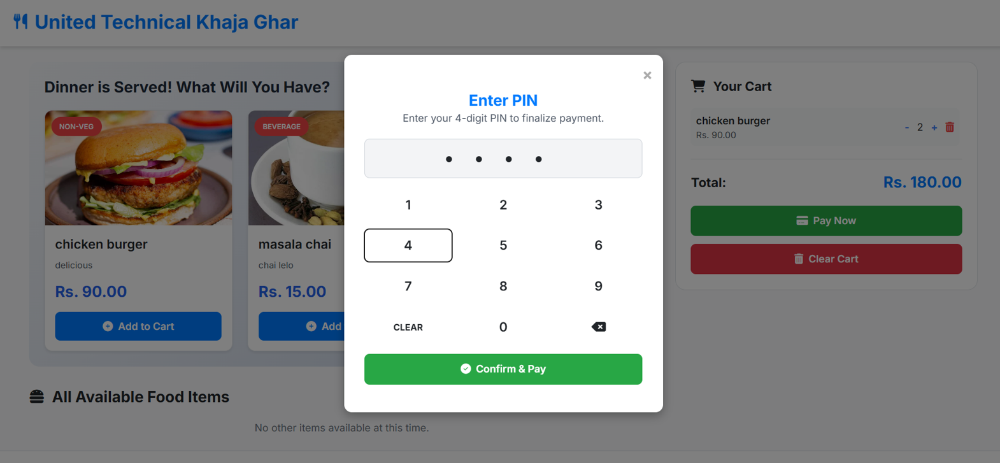 United Technical Khaja Ghar
Dinner is Served! What Will You Have?
NON-VEG
chicken burger
delicious
Rs. 90.00
Add to Cart
BEVERAGE
masala chai
chai lelo
Rs. 15.00
Add
All Available Food Items
No other items available at this time.
×
Enter PIN
Enter your 4-digit PIN to finalize payment.
• • • •
1 2 3
4 5 6
7 8 9
CLEAR 0
Confirm & Pay
Your Cart
chicken burger
Rs. 90.00
- 2 +
Total: Rs. 180.00
Pay Now
Clear Cart